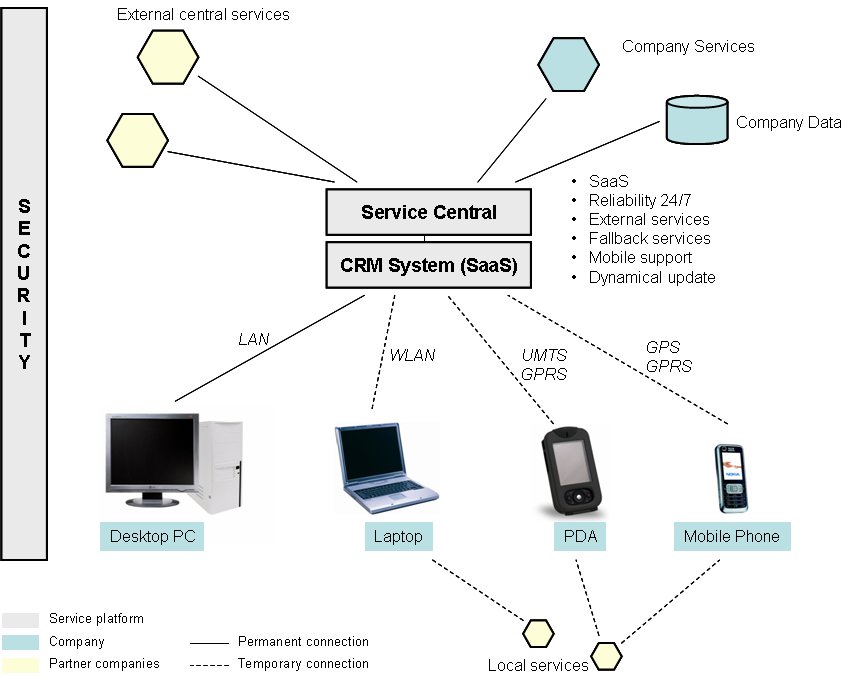 External central services
Company Services
Company Data
SECURITY
Service Central
CRM System (SaaS)
• SaaS
• Reliability 24/7
• External services
• Fallback services
• Mobile support
• Dynamical update
LAN
WLAN
UMTS
GPRS
GPS
GPRS
NOKIA
Desktop PC
Laptop
PDA
Mobile Phone
Service platform
Company
Permanent connection
Partner companies
Temporary connection
Local services